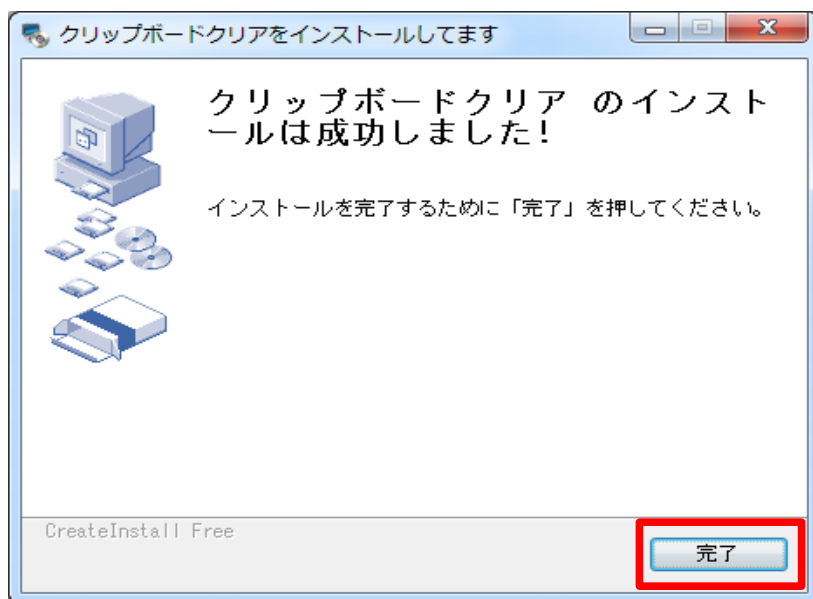 クリップボードクリアをインストールしてます
クリップボードクリア のインスト
ールは成功しました!
インストールを完了するために「完了」を押してください。
CreateInstall Free
完了